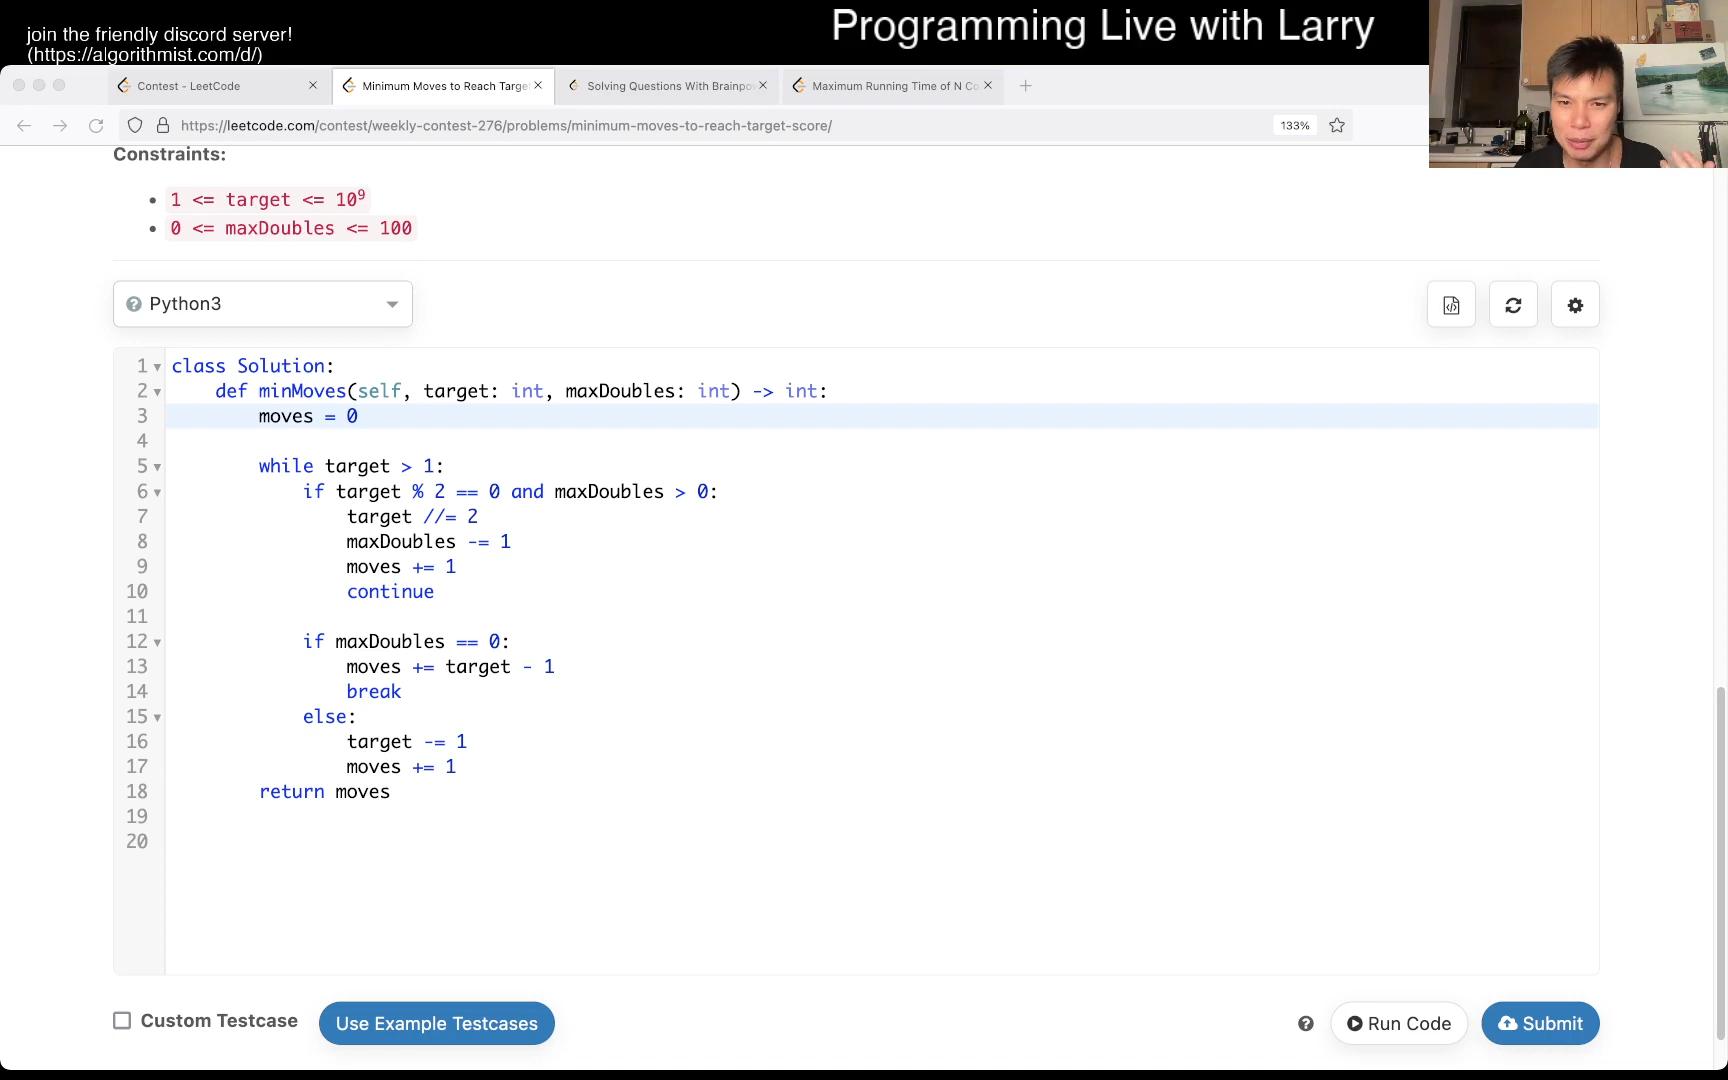 join the friendly discord server!
(https://algorithmist.com/d/)
Programming Live with Larry
Contest - LeetCode
Minimum Moves to Reach Targe
Solving Questions With Brainpo
Maximum Running Time of N Co
https://leetcode.com/contest/weekly-contest-276/problems/minimum-moves-to-reach-target-score/
133%
Constraints:
1 <= target <= 10⁹
0 <= maxDoubles <= 100
Python3
1 class Solution:
2 def minMoves(self, target: int, maxDoubles: int) -> int:
3 moves = 0
4
5 while target > 1:
6 if target % 2 == 0 and maxDoubles > 0:
7 target //= 2
8 maxDoubles -= 1
9 moves += 1
10 continue
11
12 if maxDoubles == 0:
13 moves += target - 1
14 break
15 else:
16 target -= 1
17 moves += 1
18 return moves
19
20
Custom Testcase
Use Example Testcases
Run Code
Submit